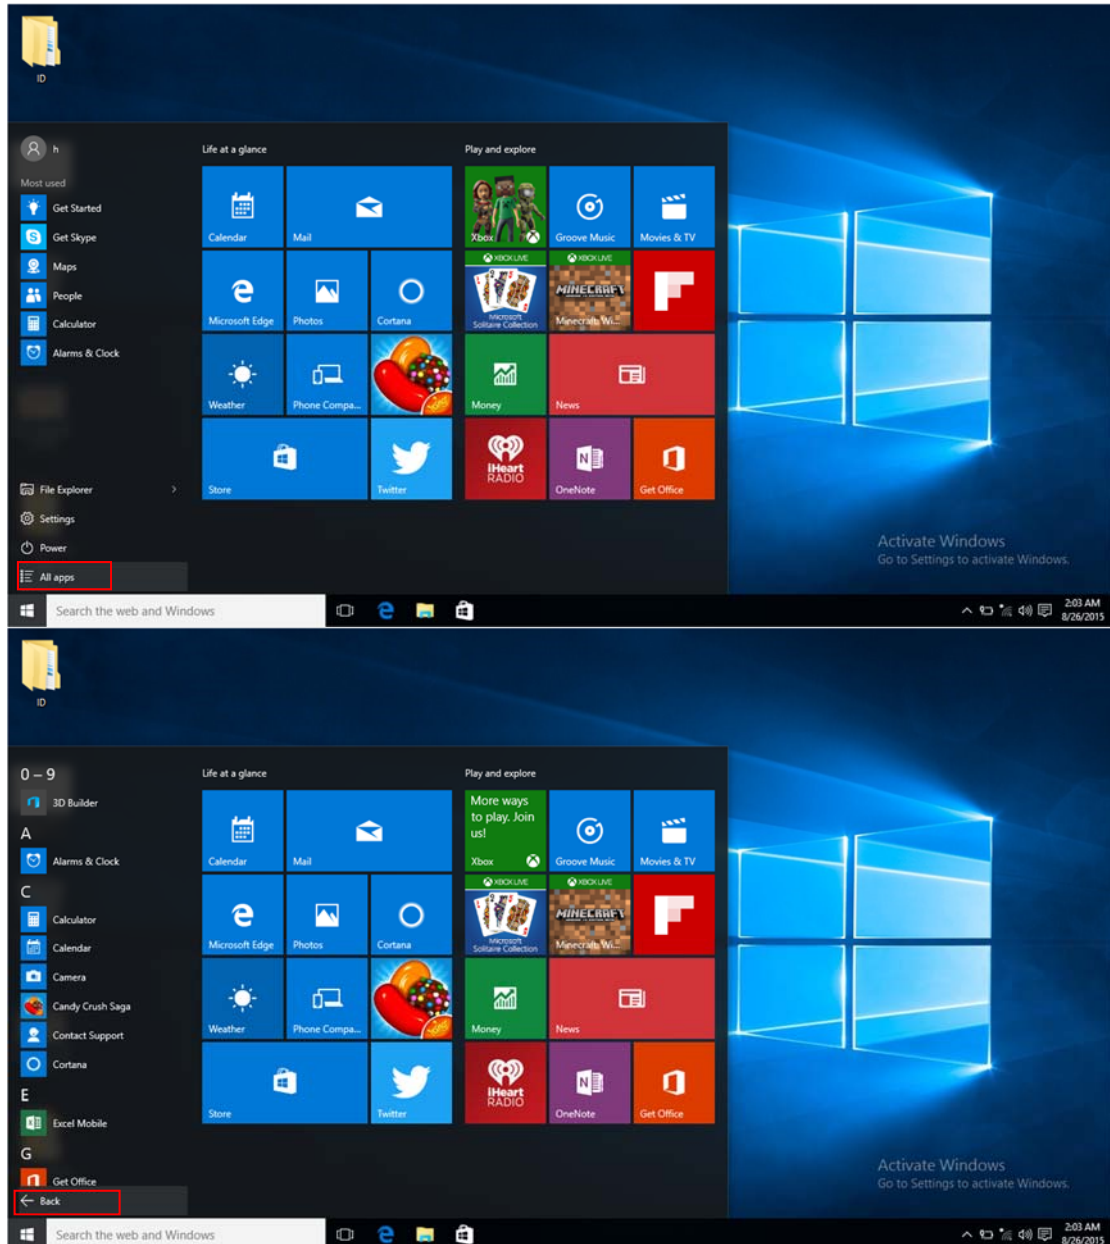 ID
h
Most used
Get Started
Get Skype
Maps
People
Calculator
Alarms & Clock
File Explorer
Settings
Power
All apps
Life at a glance
Calendar
Mail
Microsoft Edge
Photos
Cortana
Weather
Phone Compa...
Store
Twitter
Play and explore
Xbox
Groove Music
Movies & TV
XBOX LIVE
Microsoft
Solitaire Collection
XBOX LIVE
MINECRAFT
Minecraft: Wi...
Money
News
iHeart
RADIO
OneNote
Get Office
Activate Windows
Go to Settings to activate Windows.
Search the web and Windows
2:03 AM
8/26/2015
ID
0 – 9
3D Builder
A
Alarms & Clock
C
Calculator
Calendar
Camera
Candy Crush Saga
Contact Support
Cortana
E
Excel Mobile
G
Get Office
Back
Life at a glance
Calendar
Mail
Microsoft Edge
Photos
Cortana
Weather
Phone Compa...
Store
Twitter
Play and explore
More ways
to play. Join
us!
Xbox
Groove Music
Movies & TV
XBOX LIVE
Microsoft
Solitaire Collection
XBOX LIVE
MINECRAFT
Minecraft: Wi...
Money
News
iHeart
RADIO
OneNote
Get Office
Activate Windows
Go to Settings to activate Windows.
Search the web and Windows
2:03 AM
8/26/2015